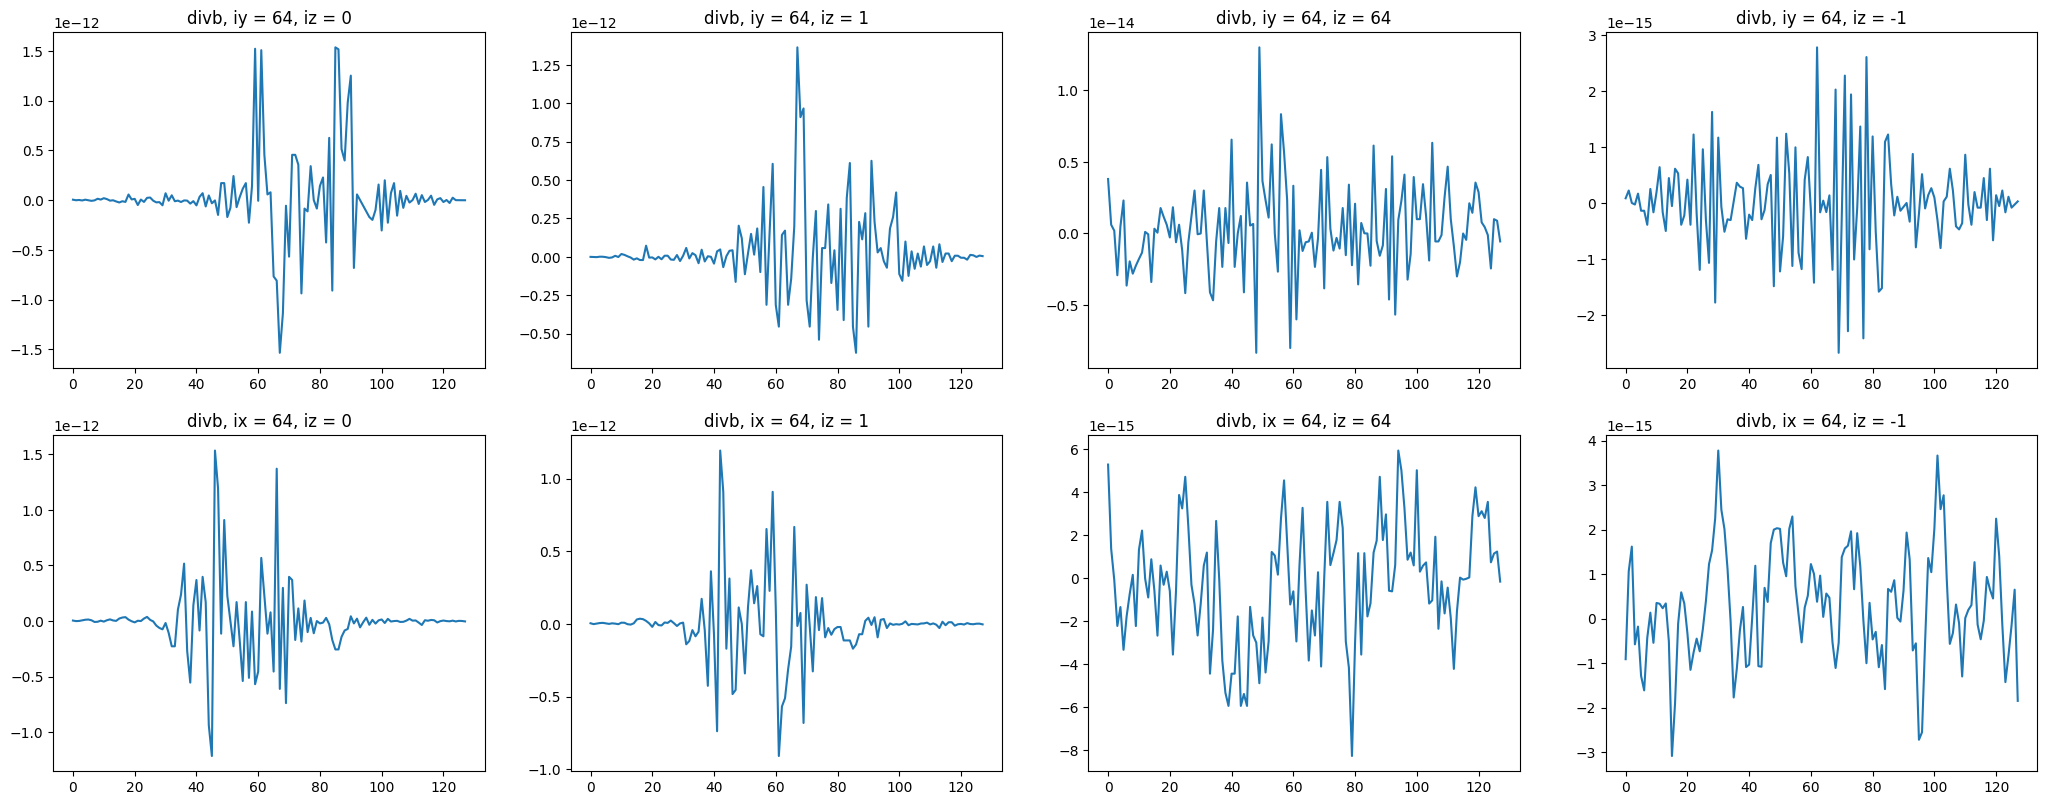 divb, iy = 64, iz = 0
1e−12
1.5
1.0
0.5
0.0
−0.5
−1.0
−1.5
0 20 40 60 80 100 120
divb, iy = 64, iz = 1
1e−12
1.25
1.00
0.75
0.50
0.25
0.00
−0.25
−0.50
0 20 40 60 80 100 120
divb, iy = 64, iz = 64
1e−14
1.0
0.5
0.0
−0.5
0 20 40 60 80 100 120
divb, iy = 64, iz = -1
1e−15
3
2
1
0
−1
−2
0 20 40 60 80 100 120
divb, ix = 64, iz = 0
1e−12
1.5
1.0
0.5
0.0
−0.5
−1.0
0 20 40 60 80 100 120
divb, ix = 64, iz = 1
1e−12
1.0
0.5
0.0
−0.5
−1.0
0 20 40 60 80 100 120
divb, ix = 64, iz = 64
1e−15
6
4
2
0
−2
−4
−6
−8
0 20 40 60 80 100 120
divb, ix = 64, iz = -1
1e−15
4
3
2
1
0
−1
−2
−3
0 20 40 60 80 100 120